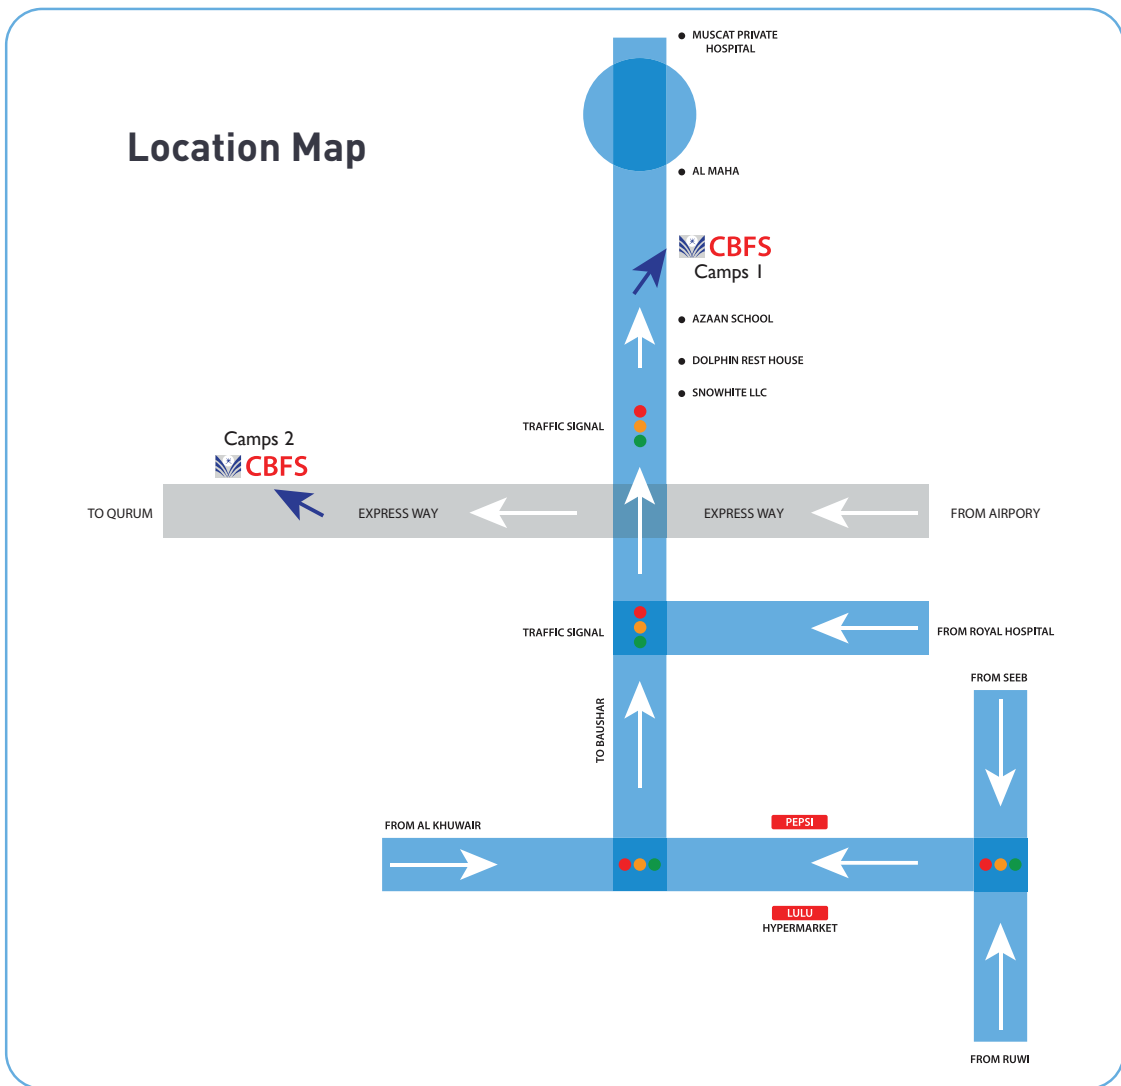 MUSCAT PRIVATE
HOSPITAL
Location Map
AL MAHA
CBFS
Camps 1
AZAAN SCHOOL
DOLPHIN REST HOUSE
SNOWHITE LLC
TRAFFIC SIGNAL
Camps 2
CBFS
TO QURUM
EXPRESS WAY
EXPRESS WAY
FROM AIRPORY
TRAFFIC SIGNAL
FROM ROYAL HOSPITAL
FROM SEEB
TO BAUSHAR
FROM AL KHUWAIR
PEPSI
LULU
HYPERMARKET
FROM RUWI